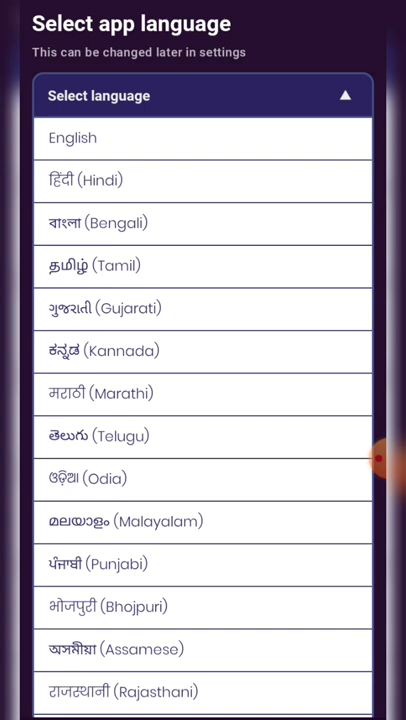 Select app language
This can be changed later in settings
Select language
English
हिंदी (Hindi)
বাংলা (Bengali)
தமிழ் (Tamil)
ગુજરાતી (Gujarati)
ಕನ್ನಡ (Kannada)
मराठी (Marathi)
తెలుగు (Telugu)
ଓଡ଼ିଆ (Odia)
മലയാളം (Malayalam)
ਪੰਜਾਬੀ (Punjabi)
भोजपुरी (Bhojpuri)
অসমীয়া (Assamese)
राजस्थानी (Rajasthani)